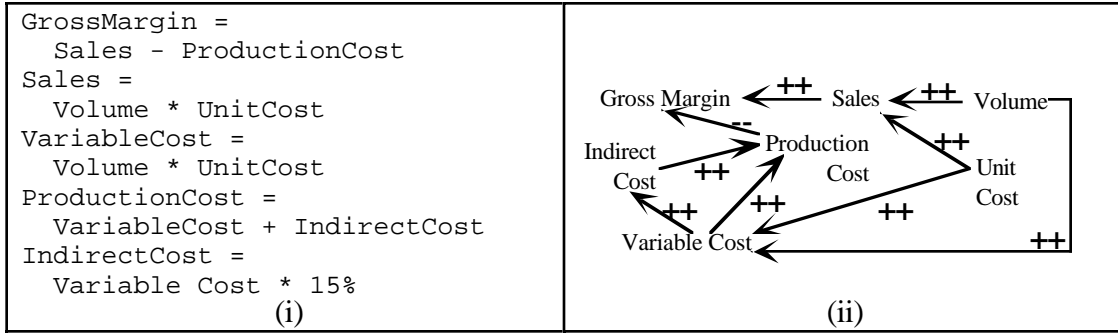 GrossMargin =
Sales - ProductionCost
Sales =
Volume * UnitCost
VariableCost =
Volume * UnitCost
ProductionCost =
VariableCost + IndirectCost
IndirectCost =
Variable Cost * 15%
(i)
Gross Margin ++ Sales ++ Volume
--
Indirect
Cost
Production
Cost
++
++
Unit
Cost
++
++
++
Variable Cost
++
(ii)